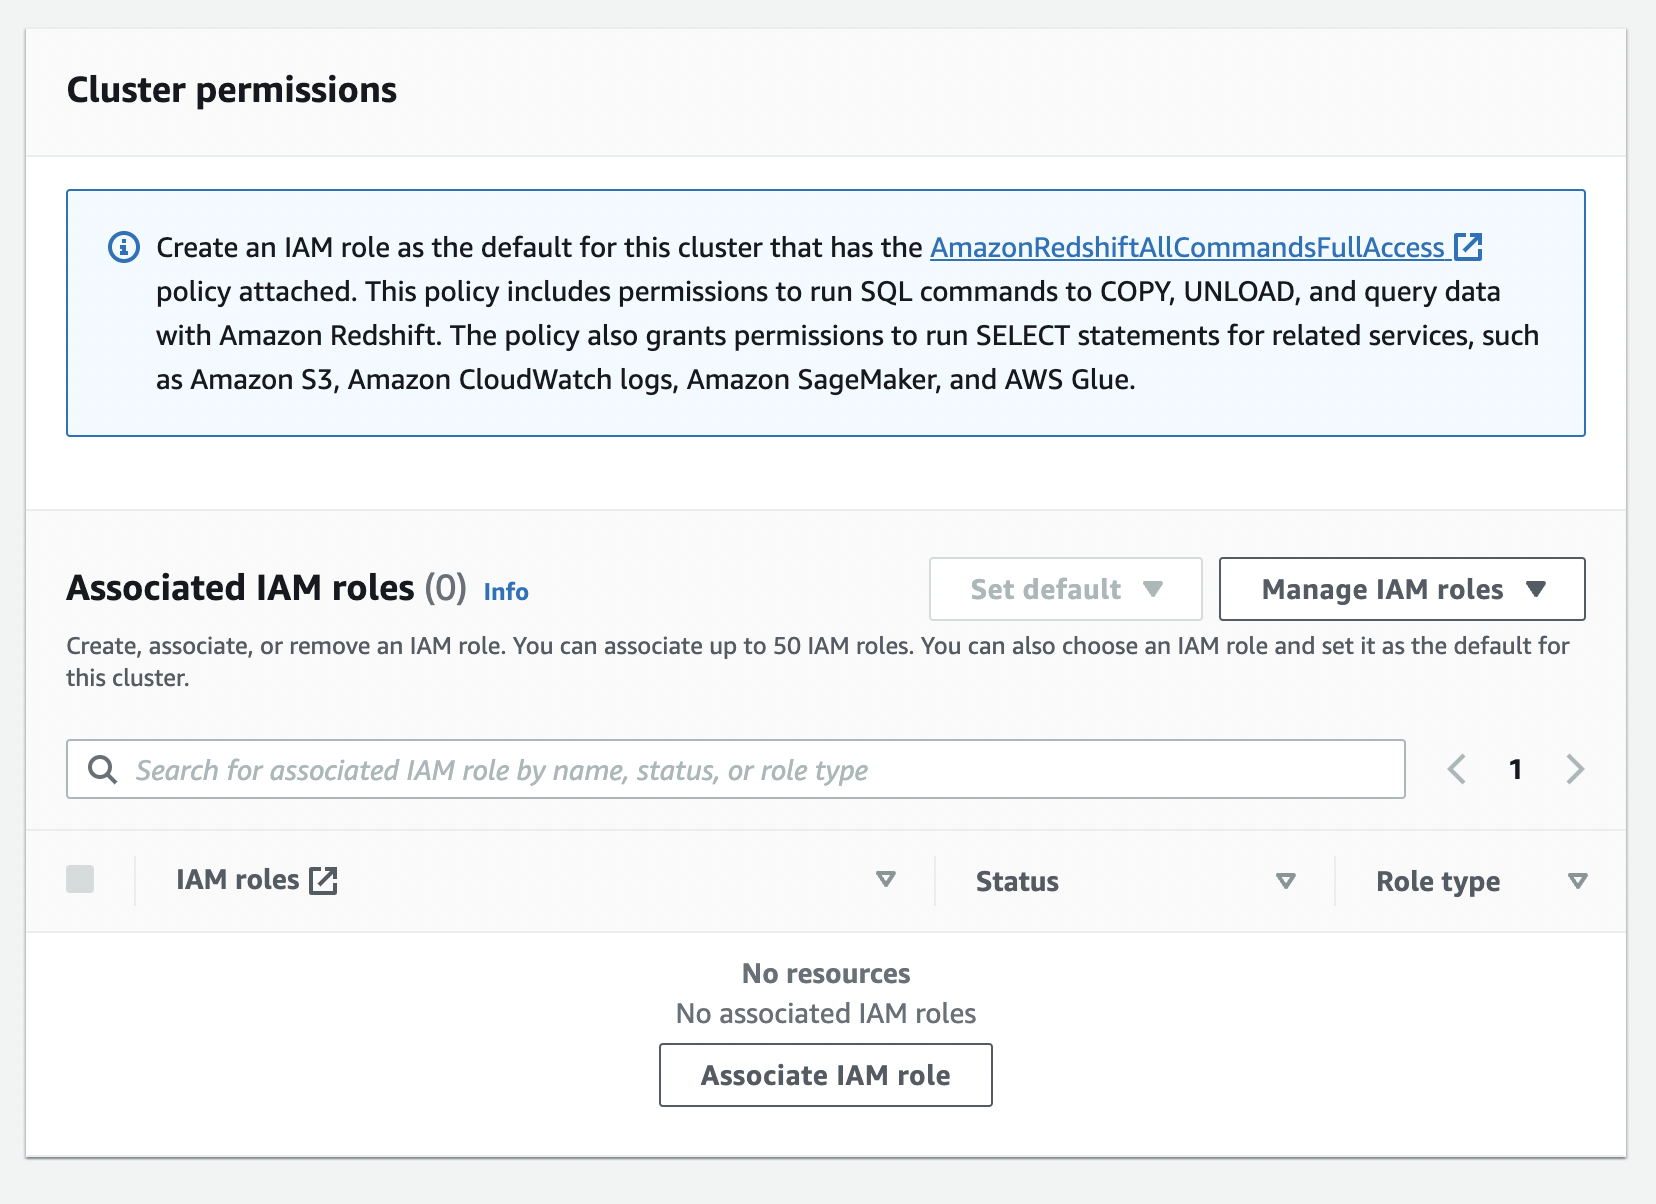 Cluster permissions
Create an IAM role as the default for this cluster that has the AmazonRedshiftAllCommandsFullAccess
policy attached. This policy includes permissions to run SQL commands to COPY, UNLOAD, and query data
with Amazon Redshift. The policy also grants permissions to run SELECT statements for related services, such
as Amazon S3, Amazon CloudWatch logs, Amazon SageMaker, and AWS Glue.
Associated IAM roles (0) Info
Set default
Manage IAM roles
Create, associate, or remove an IAM role. You can associate up to 50 IAM roles. You can also choose an IAM role and set it as the default for
this cluster.
Search for associated IAM role by name, status, or role type
1
IAM roles
Status
Role type
No resources
No associated IAM roles
Associate IAM role